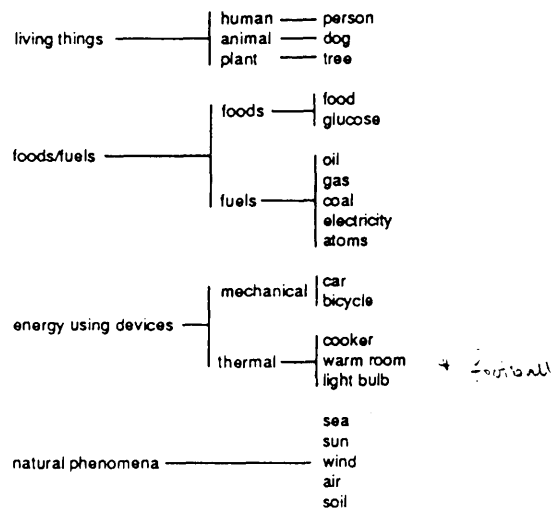 human person
living things animal dog
plant tree
food
foods
glucose
foods/fuels
oil
gas
fuels coal
electricity
atoms
car
mechanical
bicycle
energy using devices
cooker
thermal warm room
light bulb
sea
sun
natural phenomena wind
air
soil